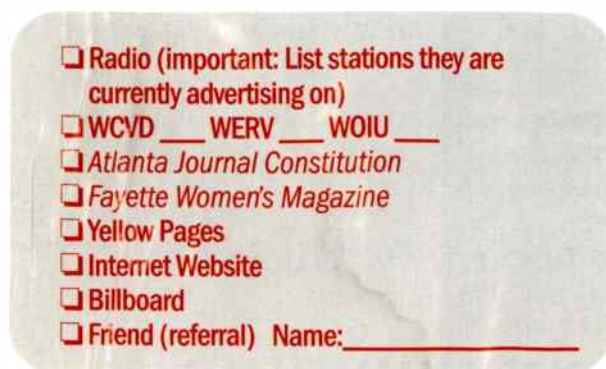 ❏ Radio (important: List stations they are
currently advertising on)
❏ WCVD ___ WERV ___ WOIU ___
❏ Atlanta Journal Constitution
❏ Fayette Women's Magazine
❏ Yellow Pages
❏ Internet Website
❏ Billboard
❏ Friend (referral) Name:___________________